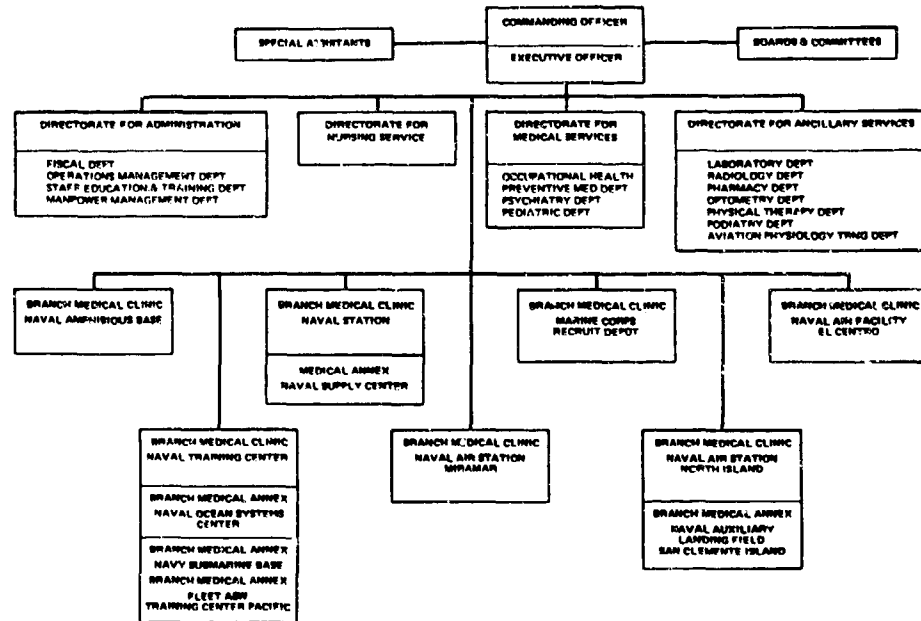 COMMANDING OFFICER
EXECUTIVE OFFICER
SPECIAL ASSISTANTS
BOARDS & COMMITTEES
DIRECTORATE FOR ADMINISTRATION
FISCAL DEPT
OPERATIONS MANAGEMENT DEPT
STAFF EDUCATION & TRAINING DEPT
MANPOWER MANAGEMENT DEPT
DIRECTORATE FOR
NURSING SERVICE
DIRECTORATE FOR
MEDICAL SERVICES
OCCUPATIONAL HEALTH
PREVENTIVE MED DEPT
PSYCHIATRY DEPT
PEDIATRIC DEPT
DIRECTORATE FOR ANCILLARY SERVICES
LABORATORY DEPT
RADIOLOGY DEPT
PHARMACY DEPT
OPTOMETRY DEPT
PHYSICAL THERAPY DEPT
PODIATRY DEPT
AVIATION PHYSIOLOGY TRNG DEPT
BRANCH MEDICAL CLINIC
NAVAL AMPHIBIOUS BASE
BRANCH MEDICAL CLINIC
NAVAL STATION
MEDICAL ANNEX
NAVAL SUPPLY CENTER
BRANCH MEDICAL CLINIC
MARINE CORPS
RECRUIT DEPOT
BRANCH MEDICAL CLINIC
NAVAL AIR FACILITY
EL CENTRO
BRANCH MEDICAL CLINIC
NAVAL TRAINING CENTER
BRANCH MEDICAL ANNEX
NAVAL OCEAN SYSTEMS
CENTER
BRANCH MEDICAL ANNEX
NAVY SUBMARINE BASE
BRANCH MEDICAL ANNEX
FLEET ASW
TRAINING CENTER PACIFIC
BRANCH MEDICAL CLINIC
NAVAL AIR STATION
MIRAMAR
BRANCH MEDICAL CLINIC
NAVAL AIR STATION
NORTH ISLAND
BRANCH MEDICAL ANNEX
NAVAL AUXILIARY
LANDING FIELD
SAN CLEMENTE ISLAND